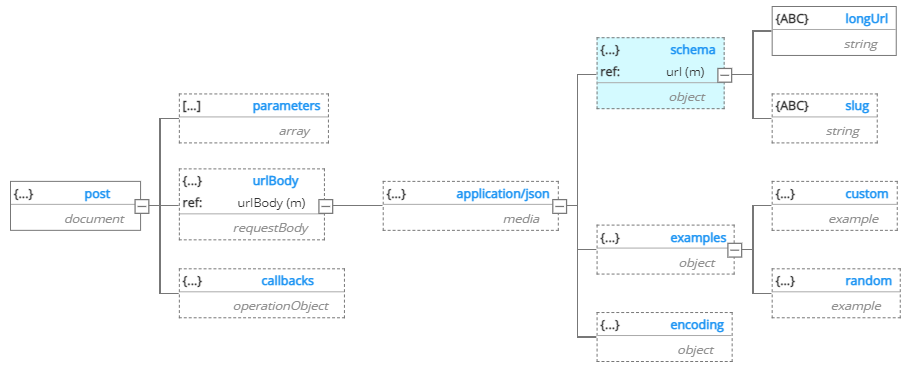 {...} post
document
[...] parameters
array
{...} urlBody
ref: urlBody (m)
requestBody
{...} callbacks
operationObject
{...} application/json
media
{...} schema
ref: url (m)
object
{...} examples
object
{...} encoding
object
{ABC} longUrl
string
{ABC} slug
string
{...} custom
example
{...} random
example